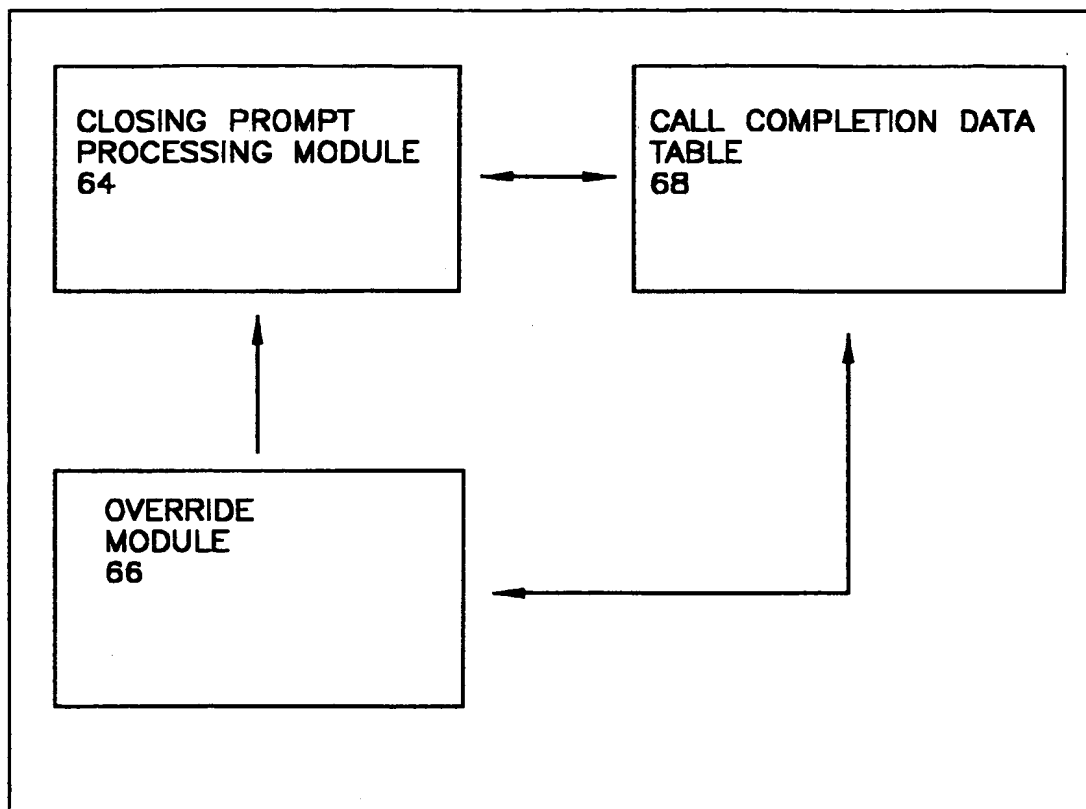 CLOSING PROMPT
PROCESSING MODULE
64
CALL COMPLETION DATA
TABLE
68
OVERRIDE
MODULE
66